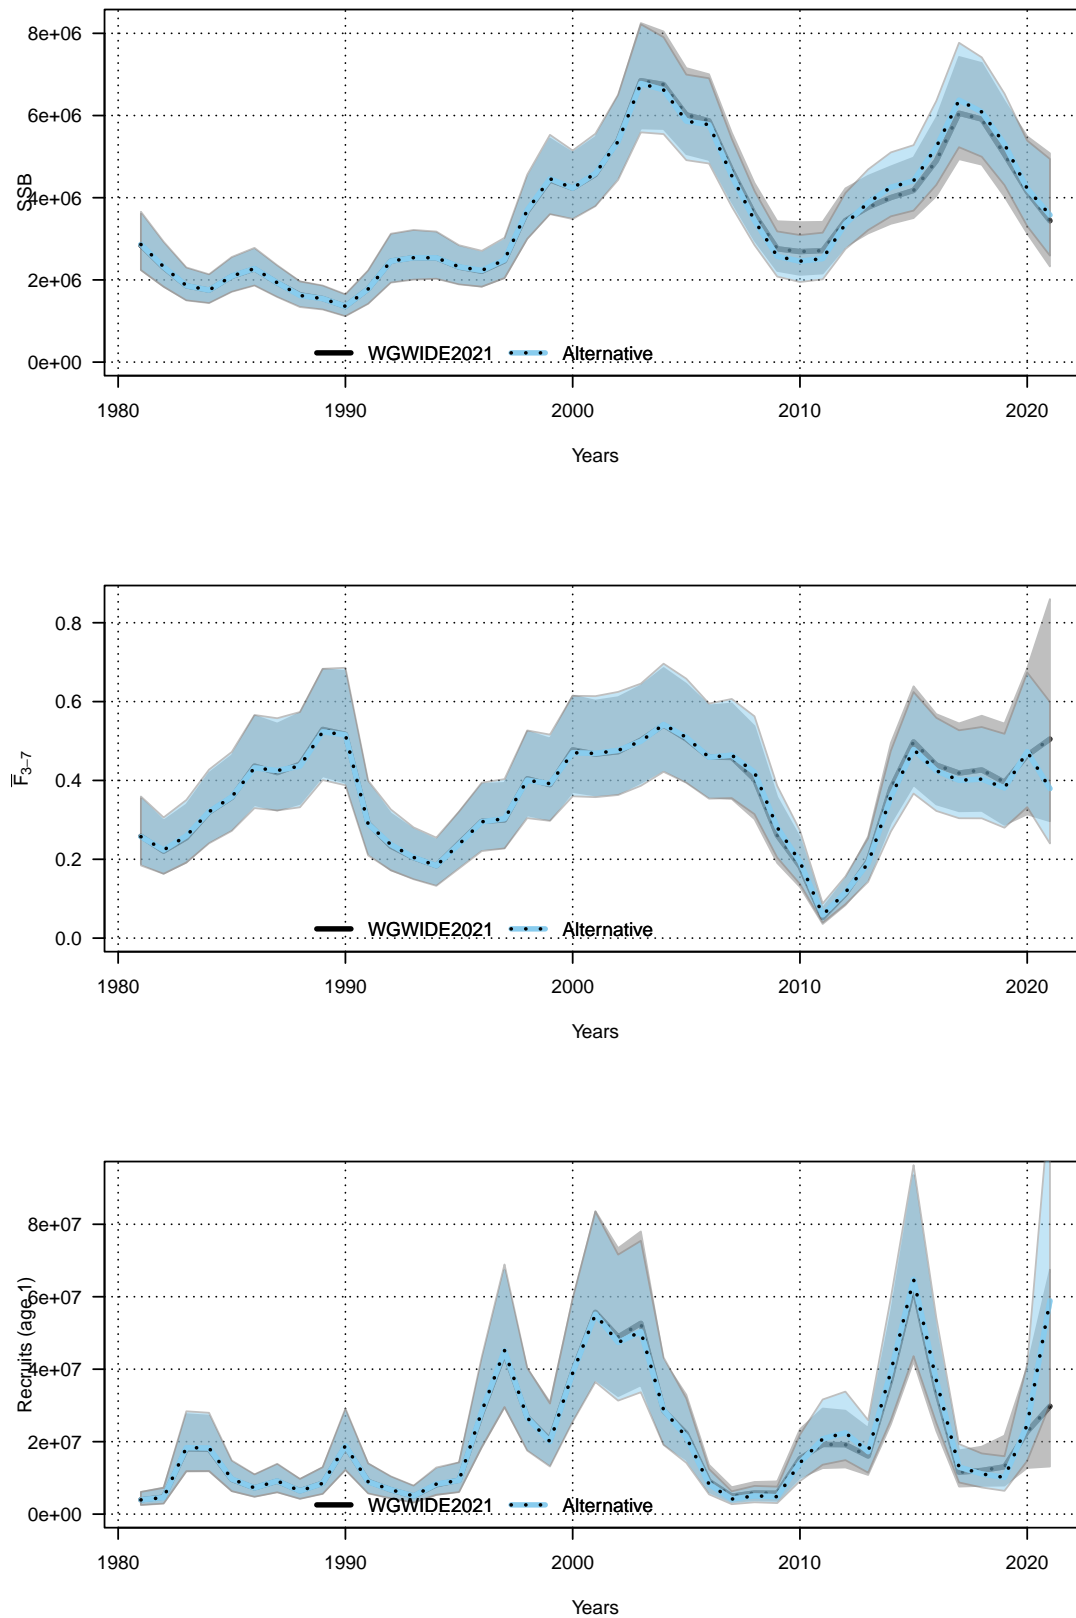 8e+06
6e+06
4e+06
2e+06
0e+00
SSB
WGWIDE2021 Alternative
1980 1990 2000 2010 2020
Years
0.8
0.6
0.4
0.2
0.0
F̅3–7
WGWIDE2021 Alternative
1980 1990 2000 2010 2020
Years
8e+07
6e+07
4e+07
2e+07
0e+00
Recruits (age 1)
WGWIDE2021 Alternative
1980 1990 2000 2010 2020
Years